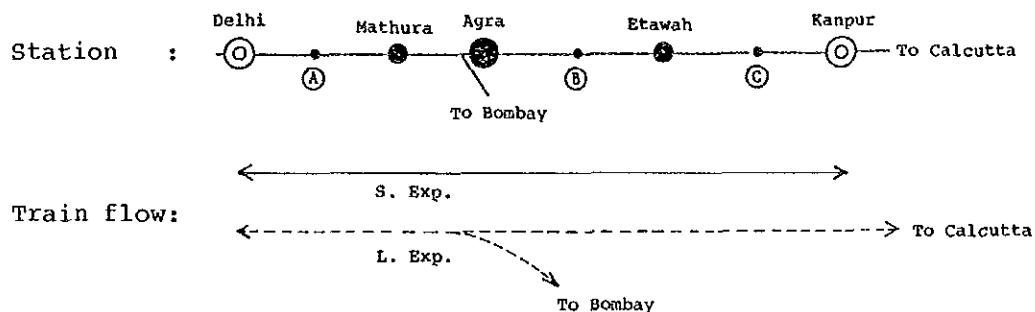 Delhi Mathura Agra Etawah Kanpur
Station : To Calcutta
A B C
To Bombay
S. Exp.
Train flow:
To Calcutta
L. Exp.
To Bombay